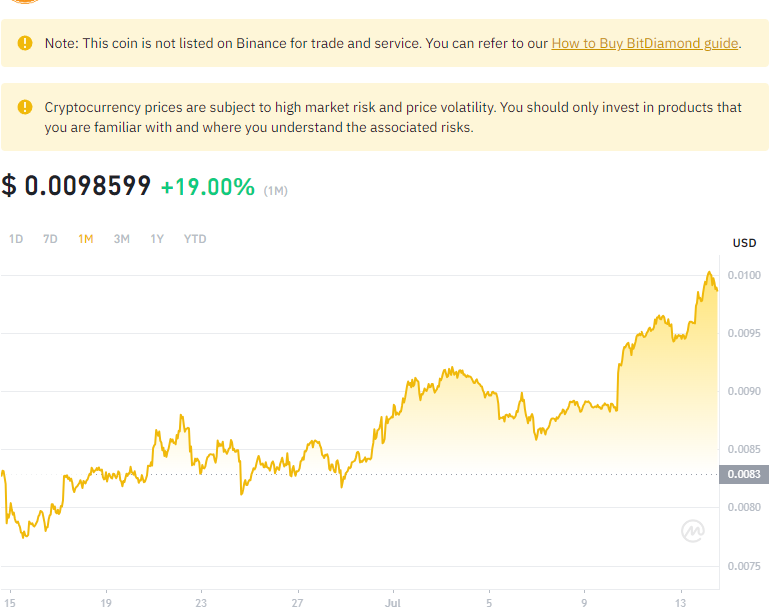 Note: This coin is not listed on Binance for trade and service. You can refer to our How to Buy BitDiamond guide.
Cryptocurrency prices are subject to high market risk and price volatility. You should only invest in products that
you are familiar with and where you understand the associated risks.
$ 0.0098599 +19.00% (1M)
1D 7D 1M 3M 1Y YTD
USD
0.0100
0.0095
0.0090
0.0085
0.0083
0.0080
0.0075
15 19 23 27 Jul 5 9 13